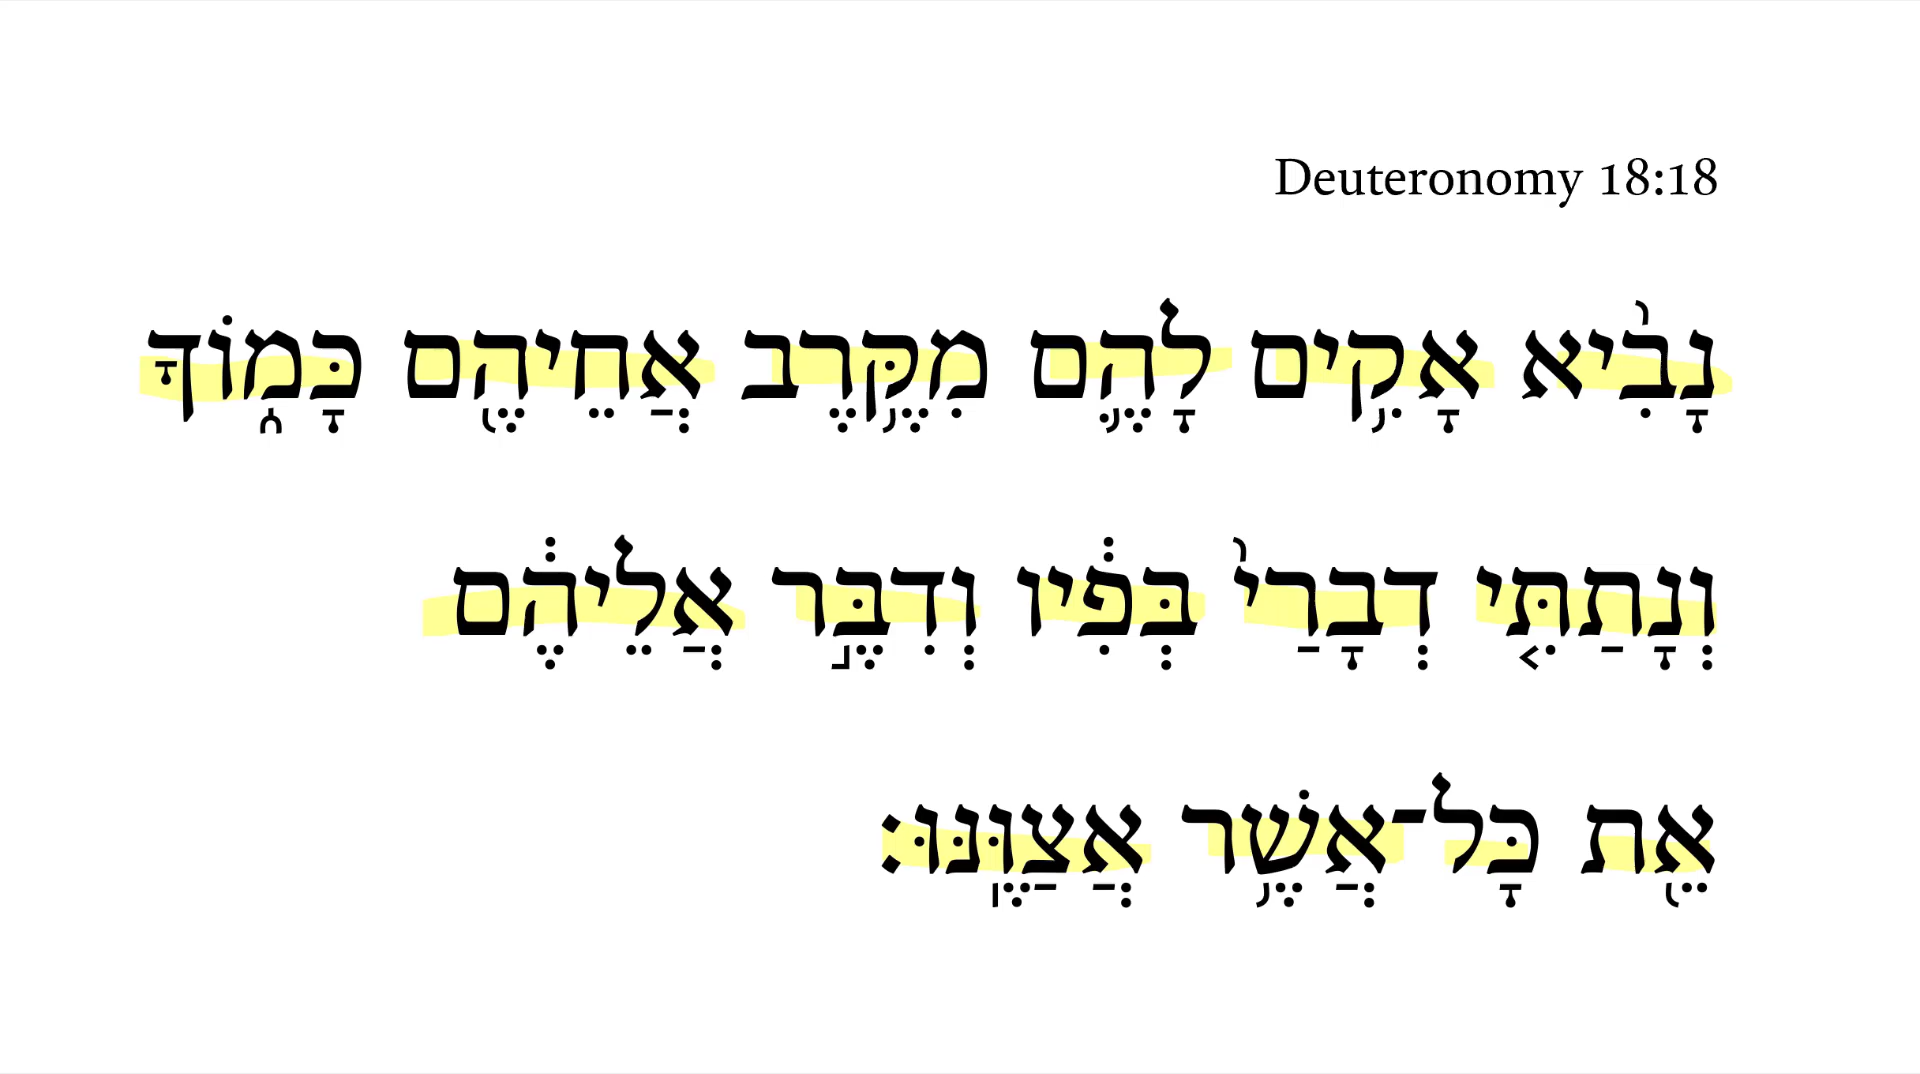 Deuteronomy 18:18
נָבִ֨יא אָקִ֥ים לָהֶ֛ם מִקֶּ֥רֶב אֲחֵיהֶ֖ם כָּמ֑וֹךָ
וְנָתַתִּ֤י דְבָרַי֙ בְּפִ֔יו וְדִבֶּ֣ר אֲלֵיהֶ֔ם
אֵ֖ת כָּל־אֲשֶׁ֥ר אֲצַוֶּֽנּוּ׃